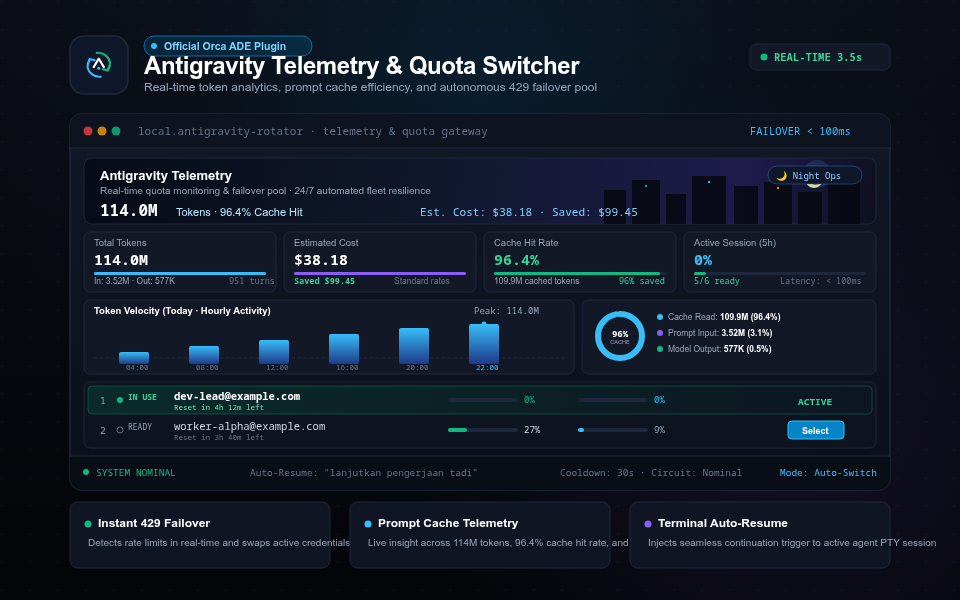 Official Orca ADE Plugin
Antigravity Telemetry & Quota Switcher
Real-time token analytics, prompt cache efficiency, and autonomous 429 failover pool
REAL-TIME 3.5s
local.antigravity-rotator · telemetry & quota gateway
FAILOVER < 100ms
Antigravity Telemetry
Real-time quota monitoring & failover pool · 24/7 automated fleet resilience
114.0M Tokens · 96.4% Cache Hit
Est. Cost: $38.18 · Saved: $99.45
🌙 Night Ops
Total Tokens
114.0M
In: 3.52M · Out: 577K
951 turns
Estimated Cost
$38.18
Saved $99.45
Standard rates
Cache Hit Rate
96.4%
109.9M cached tokens
96% saved
Active Session (5h)
0%
5/6 ready
Latency: < 100ms
Token Velocity (Today · Hourly Activity)
Peak: 114.0M
04:00 08:00 12:00 16:00 20:00 22:00
96%
CACHE
Cache Read: 109.9M (96.4%)
Prompt Input: 3.52M (3.1%)
Model Output: 577K (0.5%)
1 IN USE dev-lead@example.com 0% 0% ACTIVE
Reset in 4h 12m left
2 READY worker-alpha@example.com 27% 9% Select
Reset in 3h 40m left
SYSTEM NOMINAL
Auto-Resume: "lanjutkan pengerjaan tadi"
Cooldown: 30s · Circuit: Nominal
Mode: Auto-Switch
Instant 429 Failover
Detects rate limits in real-time and swaps active credentials
Prompt Cache Telemetry
Live insight across 114M tokens, 96.4% cache hit rate, and
Terminal Auto-Resume
Injects seamless continuation trigger to active agent PTY session